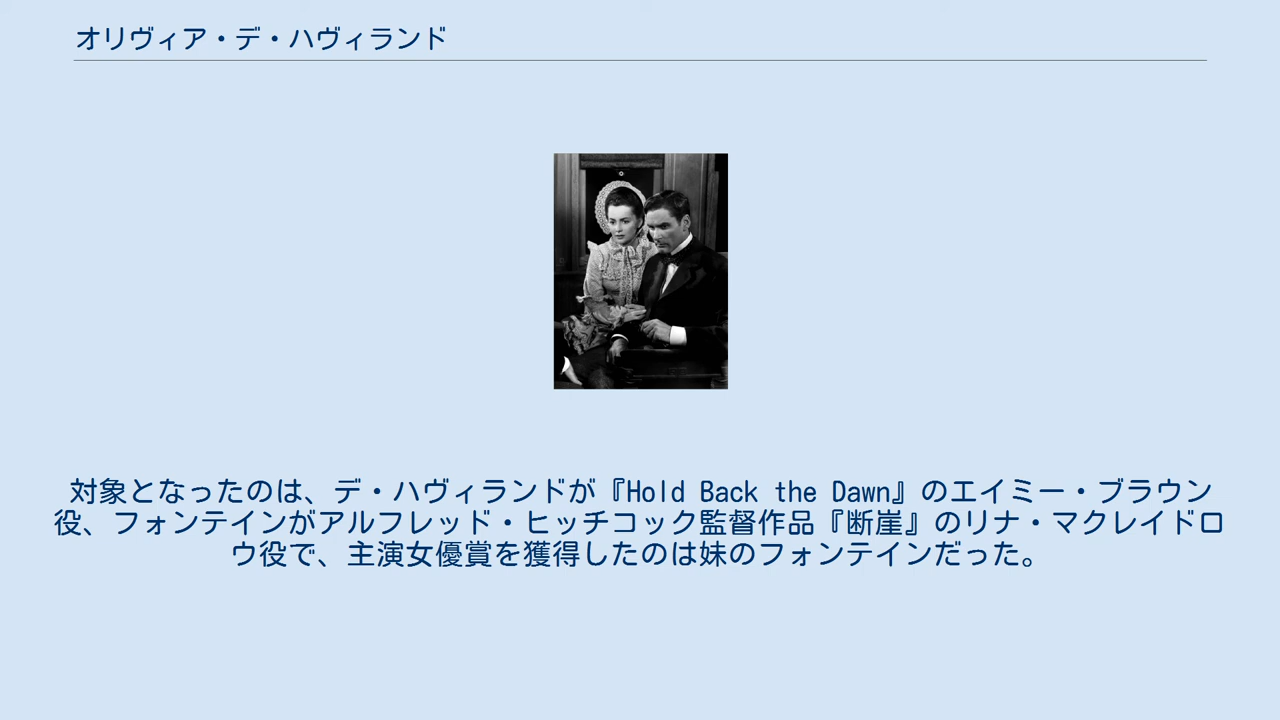 オリヴィア・デ・ハヴィランド
対象となったのは、デ・ハヴィランドが『Hold Back the Dawn』のエイミー・ブラウン
役、フォンテインがアルフレッド・ヒッチコック監督作品『断崖』のリナ・マクレイドロ
ウ役で、主演女優賞を獲得したのは妹のフォンテインだった。